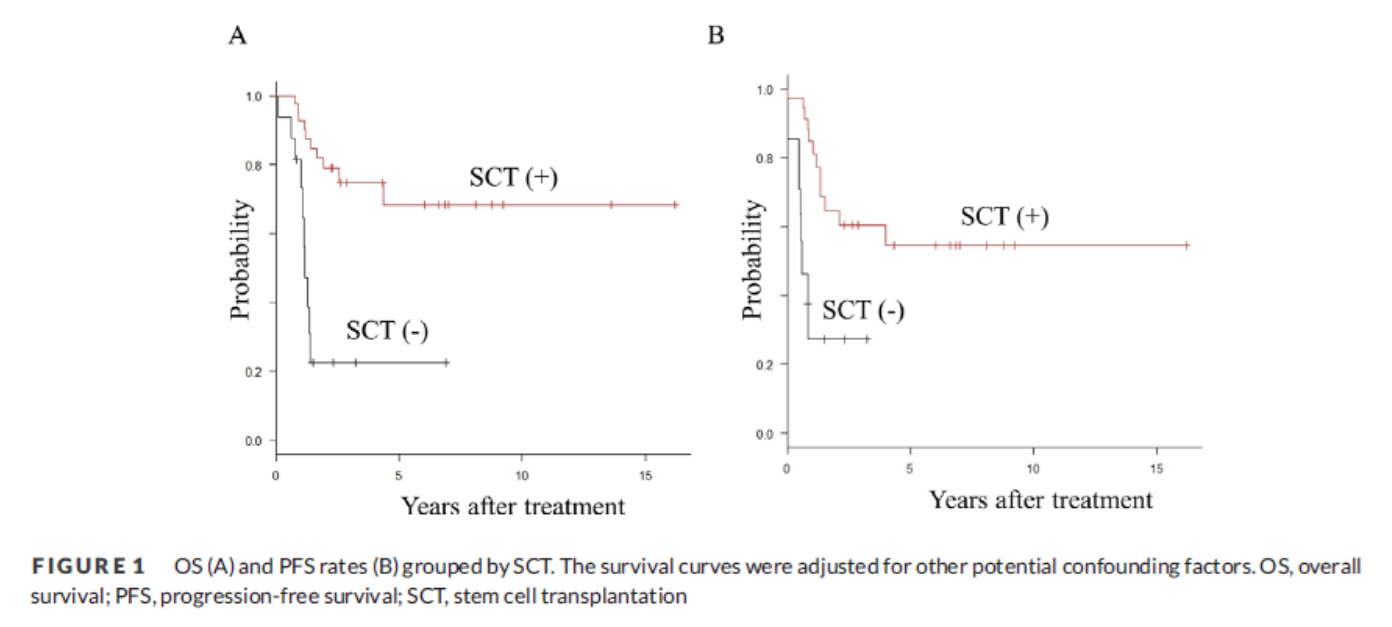 A
B
1.0
0.8
0.2
0.0
Probability
SCT (+)
SCT (-)
0 5 10 15
Years after treatment
1.0
0.8
0.2
0.0
Probability
SCT (+)
SCT (-)
0 5 10 15
Years after treatment
FIGURE 1 OS (A) and PFS rates (B) grouped by SCT. The survival curves were adjusted for other potential confounding factors. OS, overall
survival; PFS, progression-free survival; SCT, stem cell transplantation